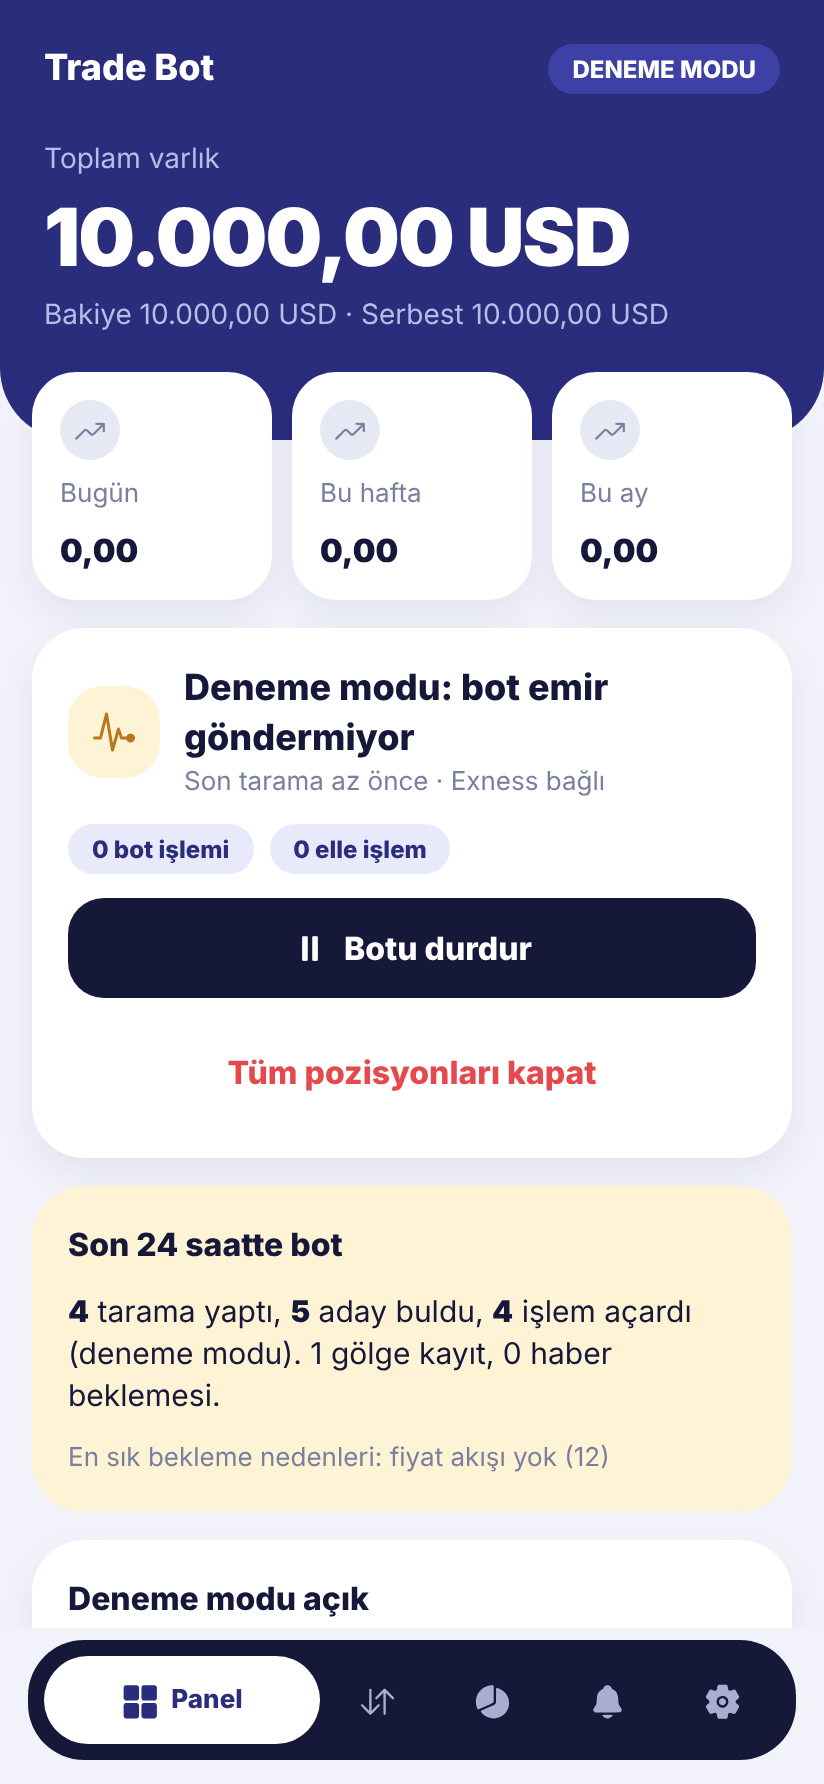 Trade Bot
DENEME MODU
Toplam varlık
10.000,00 USD
Bakiye 10.000,00 USD · Serbest 10.000,00 USD
Bugün
0,00
Bu hafta
0,00
Bu ay
0,00
Deneme modu: bot emir
göndermiyor
Son tarama az önce · Exness bağlı
0 bot işlemi
0 elle işlem
Botu durdur
Tüm pozisyonları kapat
Son 24 saatte bot
4 tarama yaptı, 5 aday buldu, 4 işlem açardı
(deneme modu). 1 gölge kayıt, 0 haber
beklemesi.
En sık bekleme nedenleri: fiyat akışı yok (12)
Deneme modu açık
Panel